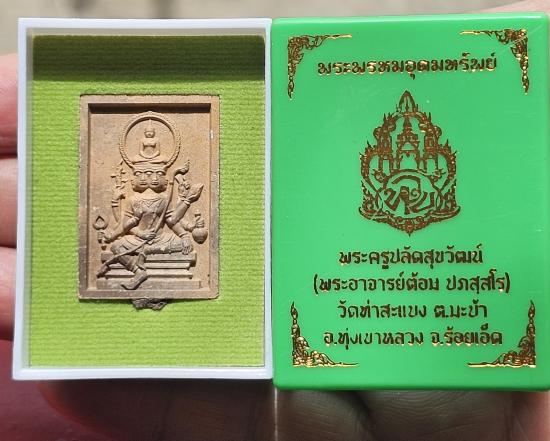 พระพรหมอุดมทรัพย์
พระครูปลัดสุขวัฒน์
(พระอาจารย์ต้อม ปภสฺสโร)
วัดท่าสะแบง ต.มะบ้า
อ.ทุ่งเขาหลวง จ.ร้อยเอ็ด